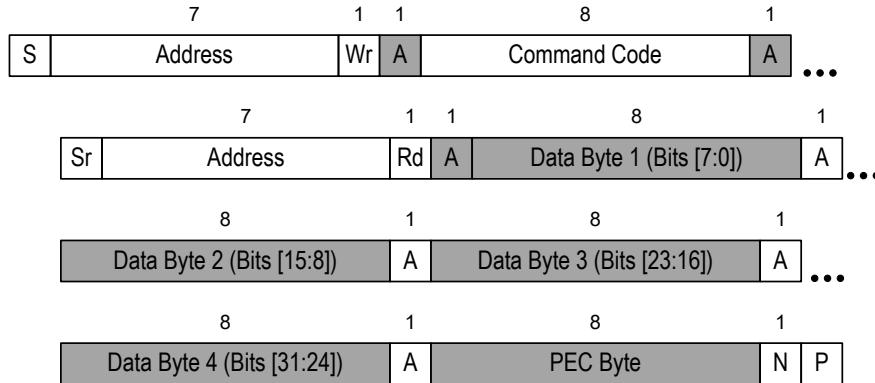 7 1 1 8 1
S Address Wr A Command Code A ...
7 1 1 8 1
Sr Address Rd A Data Byte 1 (Bits [7:0]) A ...
8 1 8 1
Data Byte 2 (Bits [15:8]) A Data Byte 3 (Bits [23:16]) A ...
8 1 8 1
Data Byte 4 (Bits [31:24]) A PEC Byte N P